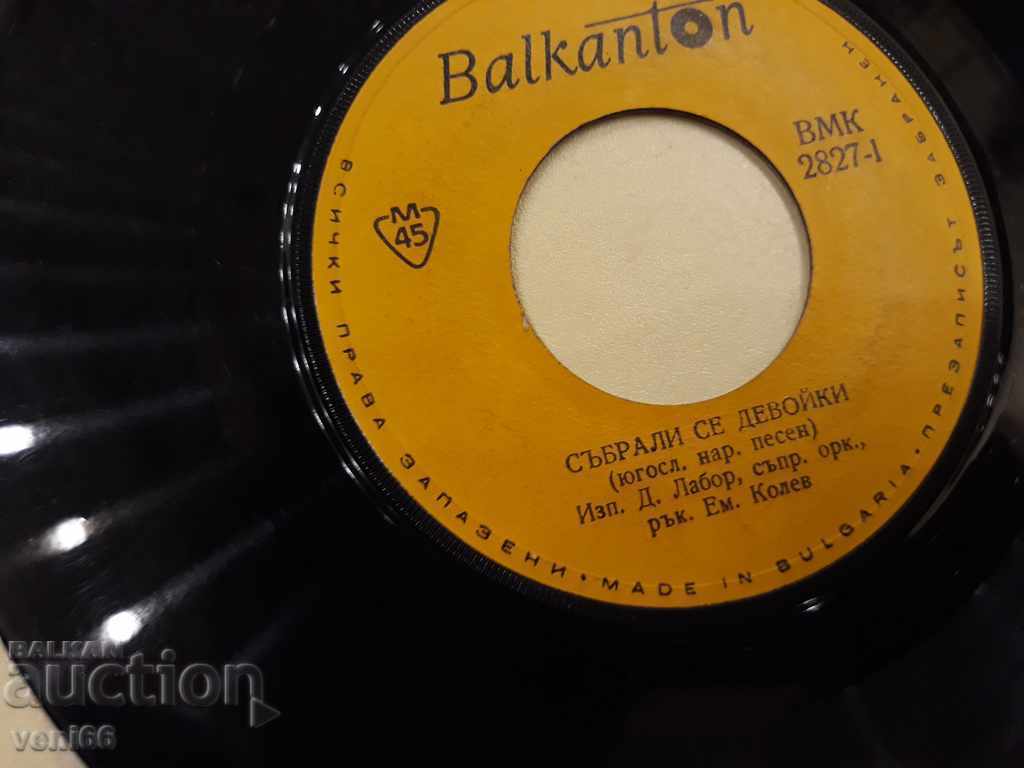 Balkanton
ВМК
2827-I
М
45
СЪБРАЛИ СЕ ДЕВОЙКИ
(югосл. нар. песен)
Изп. Д. Лабор, съпр. орк.,
рък. Ем. Колев
ВСИЧКИ ПРАВА ЗАПАЗЕНИ • MADE IN BULGARIA • ПРЕЗАПИСЪТ ЗАБРАНЕН
BALKAN
auction
veni66